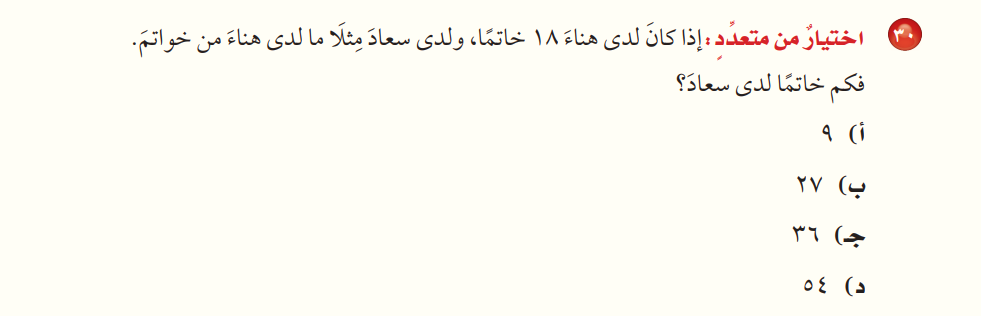 ٣٠ اختيارٌ من متعدِّدٍ: إذا كانَ لدى هناءَ ١٨ خاتمًا، ولدى سعادَ مِثلَا ما لدى هناءَ من خواتمَ.
فكم خاتمًا لدى سعادَ؟
أ) ٩
ب) ٢٧
جـ) ٣٦
د) ٥٤